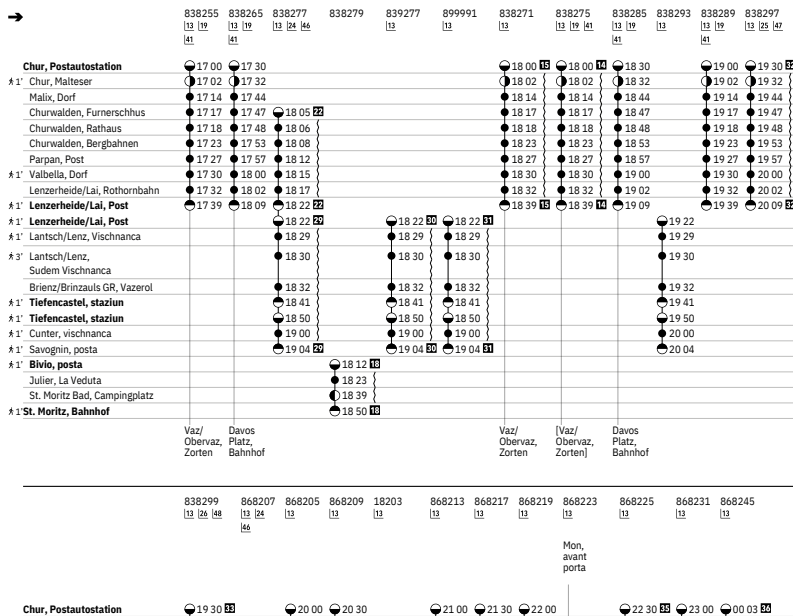 ➔ 838255 838265 838277 838279 839277 899991 838271 838275 838285 838293 838289 838297
13 19 13 19 13 24 46 13 13 13 13 19 41 13 19 13 13 19 13 25 47
41 41 41 41
Chur, Postautostation 17 00 17 30 18 00 15 18 00 14 18 30 19 00 19 30 32
1' Chur, Malteser 17 02 17 32 18 02 18 02 18 32 19 02 19 32
Malix, Dorf 17 14 17 44 18 14 18 14 18 44 19 14 19 44
Churwalden, Furnerschhus 17 17 17 47 18 05 22 18 17 18 17 18 47 19 17 19 47
Churwalden, Rathaus 17 18 17 48 18 06 18 18 18 18 18 48 19 18 19 48
Churwalden, Bergbahnen 17 23 17 53 18 08 18 23 18 23 18 53 19 23 19 53
Parpan, Post 17 27 17 57 18 12 18 27 18 27 18 57 19 27 19 57
1' Valbella, Dorf 17 30 18 00 18 15 18 30 18 30 19 00 19 30 20 00
Lenzerheide/Lai, Rothornbahn 17 32 18 02 18 17 18 32 18 32 19 02 19 32 20 02
1' Lenzerheide/Lai, Post 17 39 18 09 18 22 22 18 39 15 18 39 14 19 09 19 39 20 09 32
1' Lenzerheide/Lai, Post 18 22 29 18 22 30 18 22 31 19 22
1' Lantsch/Lenz, Vischnanca 18 29 18 29 18 29 19 29
3' Lantsch/Lenz, 18 30 18 30 18 30 19 30
Sudem Vischnanca
Brienz/Brinzauls GR, Vazerol 18 32 18 32 18 32 19 32
1' Tiefencastel, staziun 18 41 18 41 18 41 19 41
1' Tiefencastel, staziun 18 50 18 50 18 50 19 50
1' Cunter, vischnanca 19 00 19 00 19 00 20 00
1' Savognin, posta 19 04 29 19 04 30 19 04 31 20 04
1' Bivio, posta 18 12 18
Julier, La Veduta 18 23
St. Moritz Bad, Campingplatz 18 39
1' St. Moritz, Bahnhof 18 50 18
Vaz/ Davos Vaz/ [Vaz/ Davos
Obervaz, Platz, Obervaz, Obervaz, Platz,
Zorten Bahnhof Zorten Zorten] Bahnhof
838299 868207 868205 868209 18203 868213 868217 868219 868223 868225 868231 868245
13 26 48 13 24 13 13 13 13 13 13 13 13 13 13
46
Mon,
avant
porta
Chur, Postautostation 19 30 33 20 00 20 30 21 00 21 30 22 00 22 30 35 23 00 00 03 36